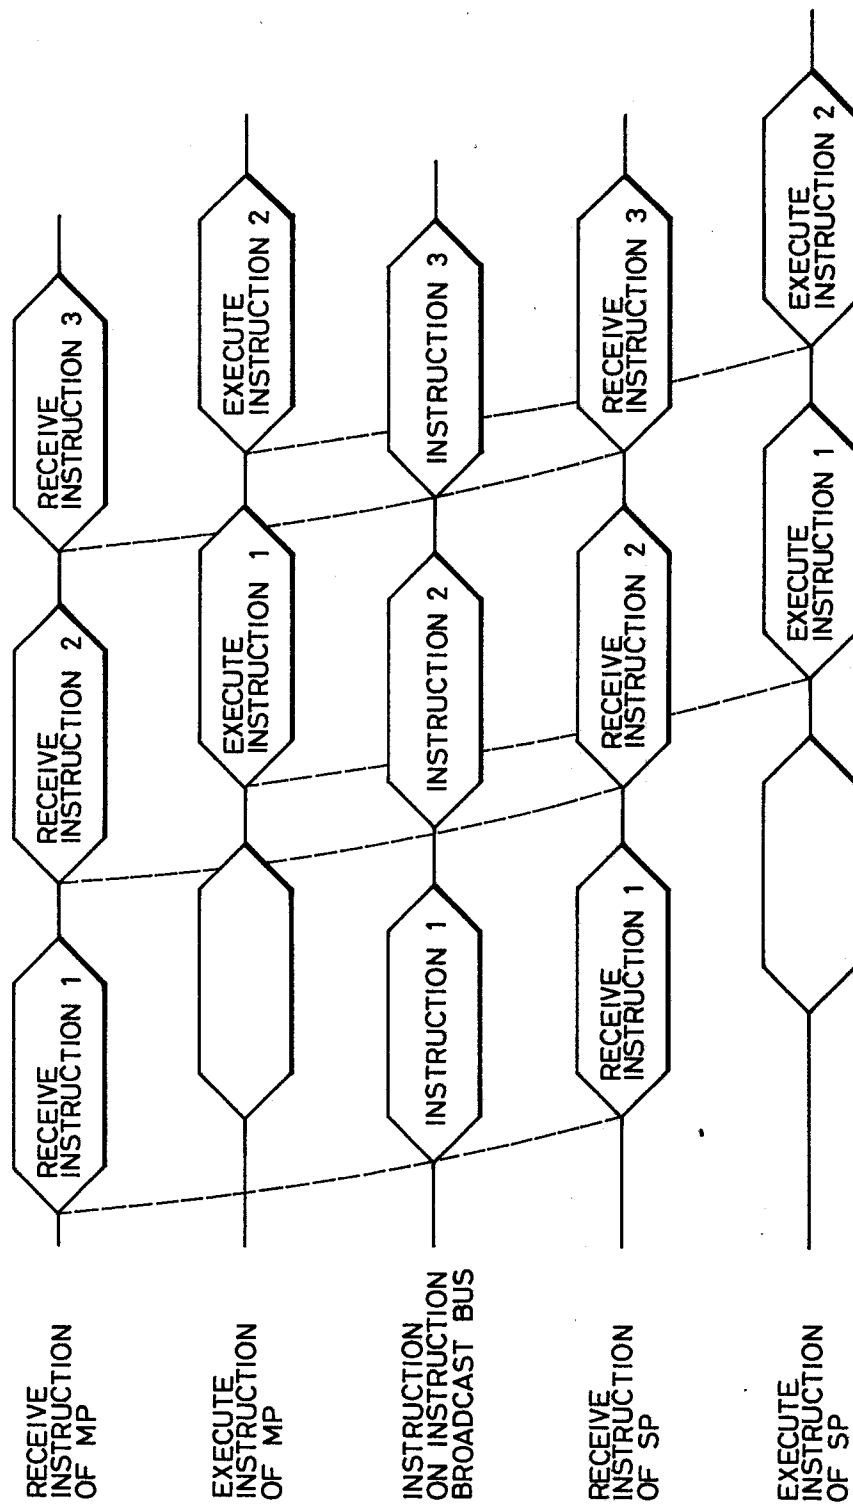 RECEIVE
INSTRUCTION
OF MP
RECEIVE
INSTRUCTION 1
RECEIVE
INSTRUCTION 2
RECEIVE
INSTRUCTION 3
EXECUTE
INSTRUCTION
OF MP
EXECUTE
INSTRUCTION 1
EXECUTE
INSTRUCTION 2
INSTRUCTION
ON INSTRUCTION
BROADCAST BUS
INSTRUCTION 1
INSTRUCTION 2
INSTRUCTION 3
RECEIVE
INSTRUCTION
OF SP
RECEIVE
INSTRUCTION 1
RECEIVE
INSTRUCTION 2
RECEIVE
INSTRUCTION 3
EXECUTE
INSTRUCTION
OF SP
EXECUTE
INSTRUCTION 1
EXECUTE
INSTRUCTION 2